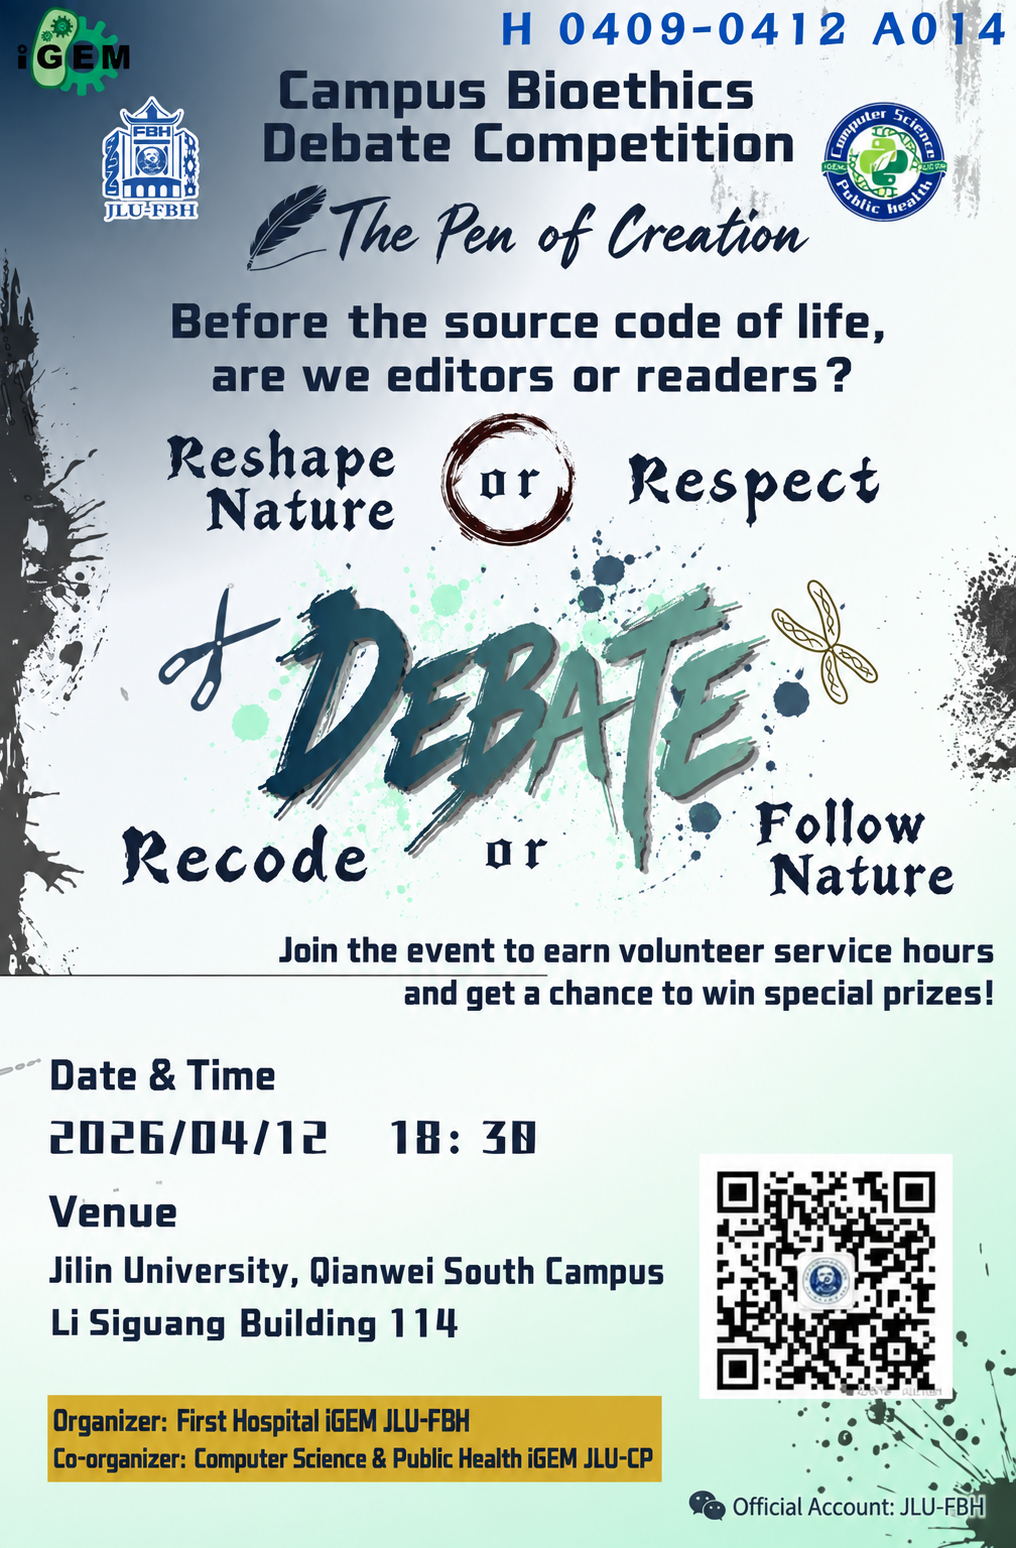 iGEM
H 0409-0412 A014
Campus Bioethics
Debate Competition
FBH
JLU-FBH
Computer Science
Public health
The Pen of Creation
Before the source code of life,
are we editors or readers?
Reshape
Nature
or
Respect
DEBATE
Recode
or
Follow
Nature
Join the event to earn volunteer service hours
and get a chance to win special prizes!
Date & Time
2026/04/12 18: 30
Venue
Jilin University, Qianwei South Campus
Li Siguang Building 114
Organizer: First Hospital iGEM JLU-FBH
Co-organizer: Computer Science & Public Health iGEM JLU-CP
Official Account: JLU-FBH